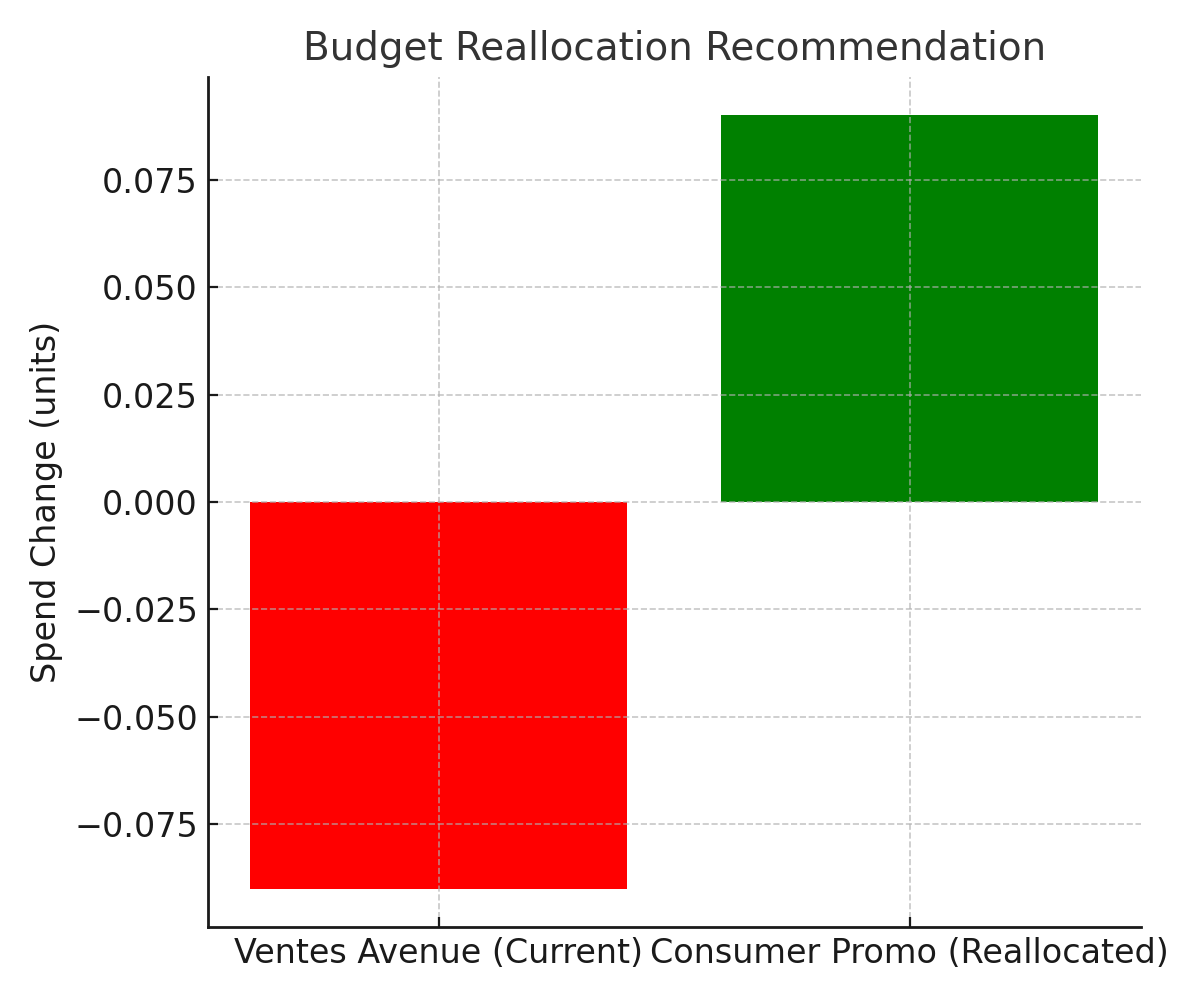 Budget Reallocation Recommendation
Spend Change (units)
0.075
0.050
0.025
0.000
−0.025
−0.050
−0.075
Ventes Avenue (Current) Consumer Promo (Reallocated)